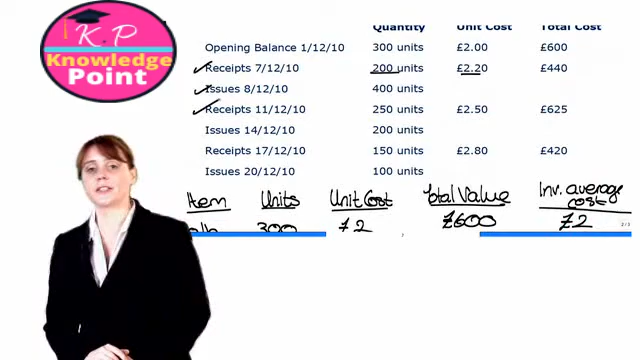 K.P
Knowledge
Point
Quantity Unit Cost Total Cost
Opening Balance 1/12/10 300 units £2.00 £600
Receipts 7/12/10 200 units £2.20 £440
Issues 8/12/10 400 units
Receipts 11/12/10 250 units £2.50 £625
Issues 14/12/10 200 units
Receipts 17/12/10 150 units £2.80 £420
Issues 20/12/10 100 units
Item Units Unit Cost Total Value Inv. average
cost
300 £2 £600 £2